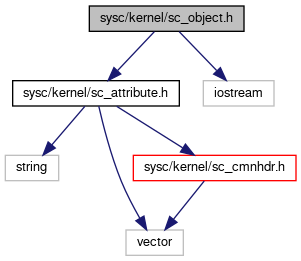 sysc/kernel/sc_object.h
sysc/kernel/sc_attribute.h
iostream
string
sysc/kernel/sc_cmnhdr.h
vector